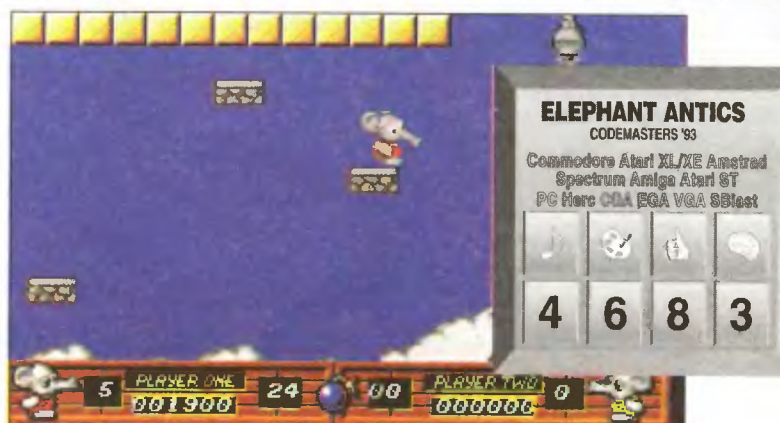 ELEPHANT ANTICS
CODEMASTERS '93
Commodore Atari XL/XE Amstrad
Spectrum Amiga Atari ST
PC Herc CGA EGA VGA SBlast
4 6 8 3
5 PLAYER ONE 24 00 PLAYER TWO 0
001900 000000